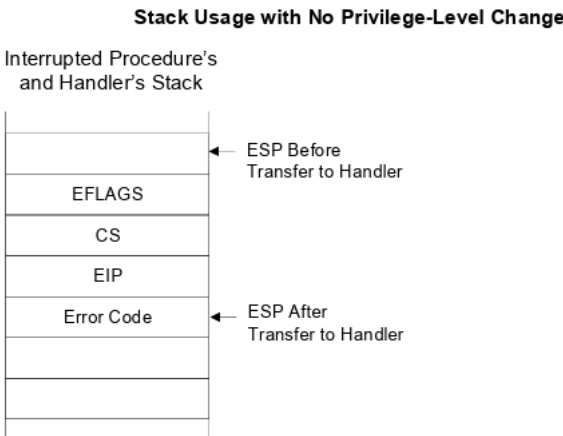 Stack Usage with No Privilege-Level Change
Interrupted Procedure's
and Handler's Stack
ESP Before
Transfer to Handler
EFLAGS
CS
EIP
Error Code
ESP After
Transfer to Handler